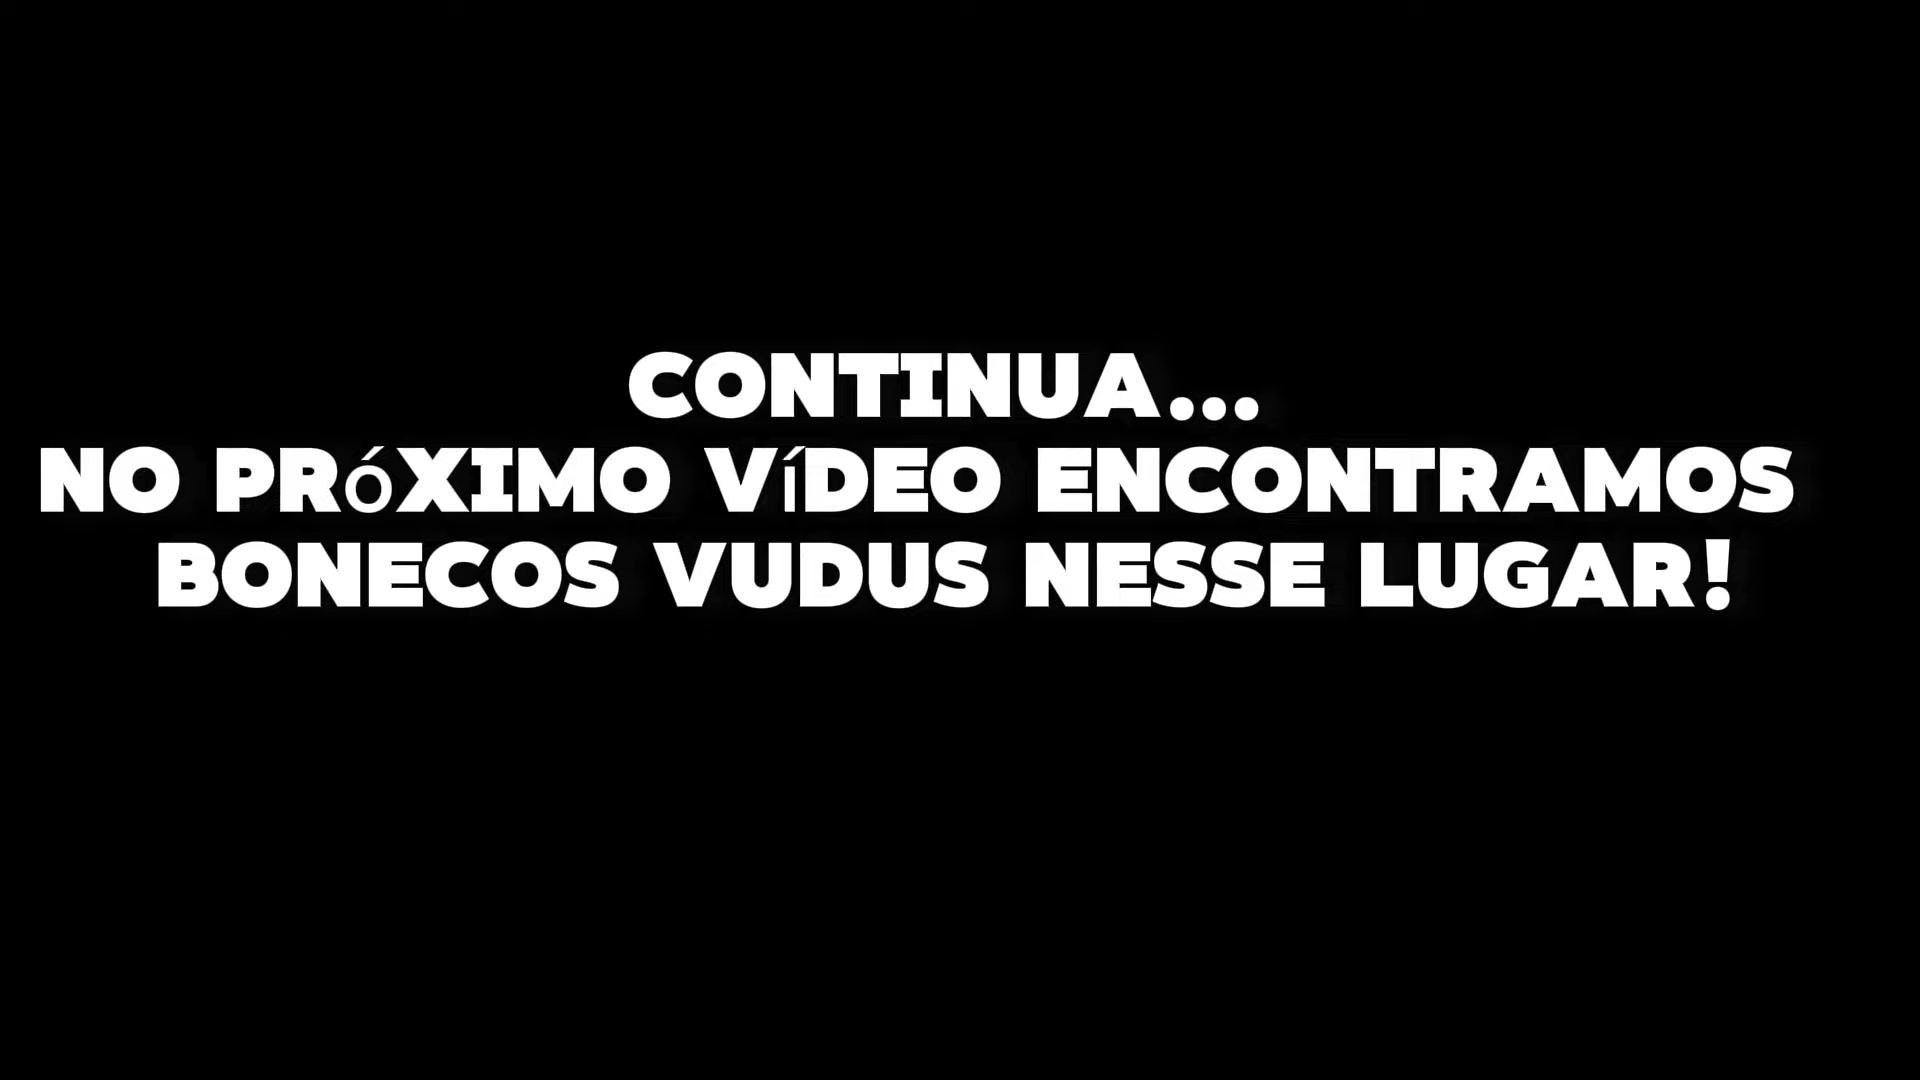 CONTINUA...
NO PRóXIMO VíDEO ENCONTRAMOS
BONECOS VUDUS NESSE LUGAR!